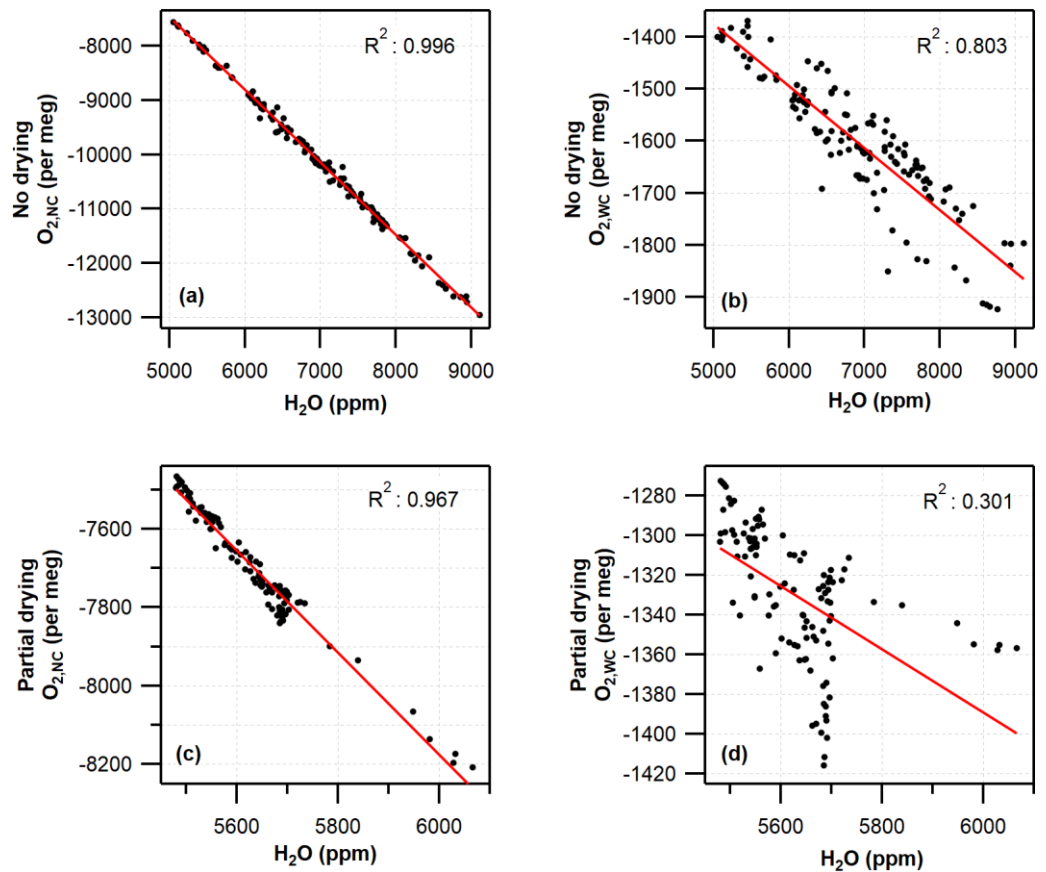 No drying
O2,NC (per meg)
-8000
-9000
-10000
-11000
-12000
-13000
R2 : 0.996
(a)
5000 6000 7000 8000 9000
H2O (ppm)
No drying
O2,WC (per meg)
-1400
-1500
-1600
-1700
-1800
-1900
R2 : 0.803
(b)
5000 6000 7000 8000 9000
H2O (ppm)
Partial drying
O2,NC (per meg)
-7600
-7800
-8000
-8200
R2 : 0.967
(c)
5600 5800 6000
H2O (ppm)
Partial drying
O2,WC (per meg)
-1280
-1300
-1320
-1340
-1360
-1380
-1400
-1420
R2 : 0.301
(d)
5600 5800 6000
H2O (ppm)